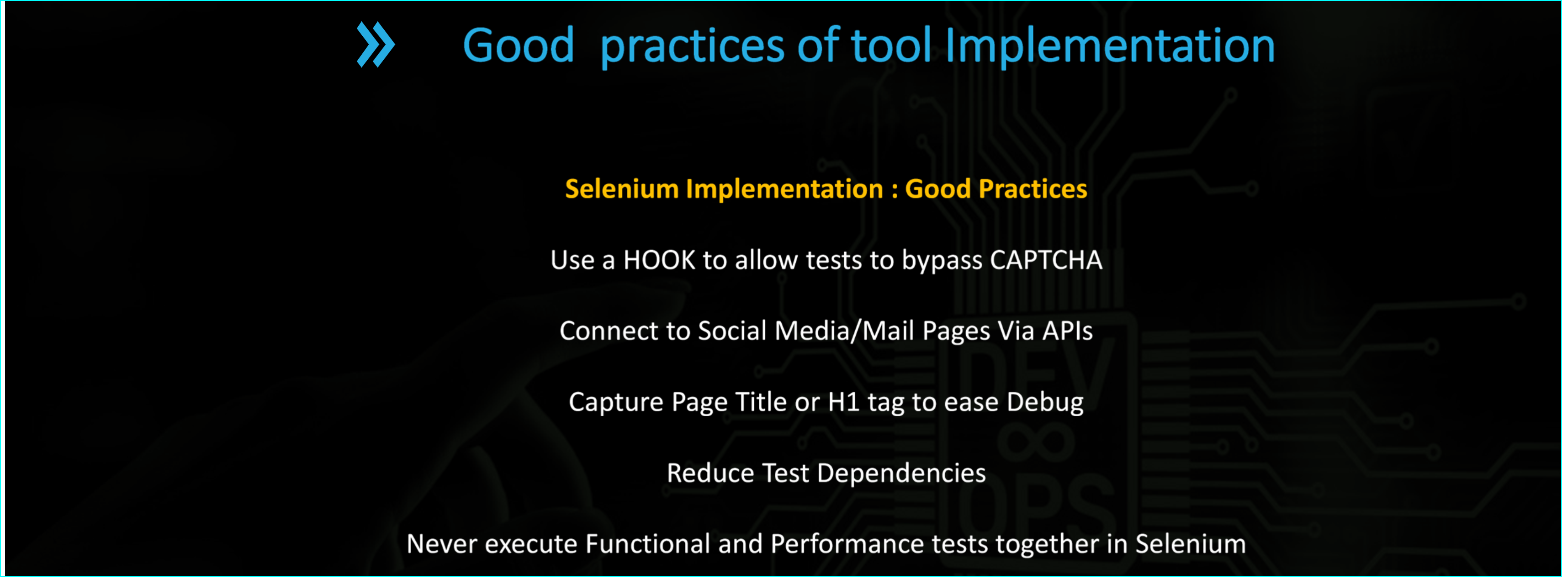 Good practices of tool Implementation
Selenium Implementation : Good Practices
Use a HOOK to allow tests to bypass CAPTCHA
Connect to Social Media/Mail Pages Via APIs
Capture Page Title or H1 tag to ease Debug
Reduce Test Dependencies
Never execute Functional and Performance tests together in Selenium
DEV
OPS